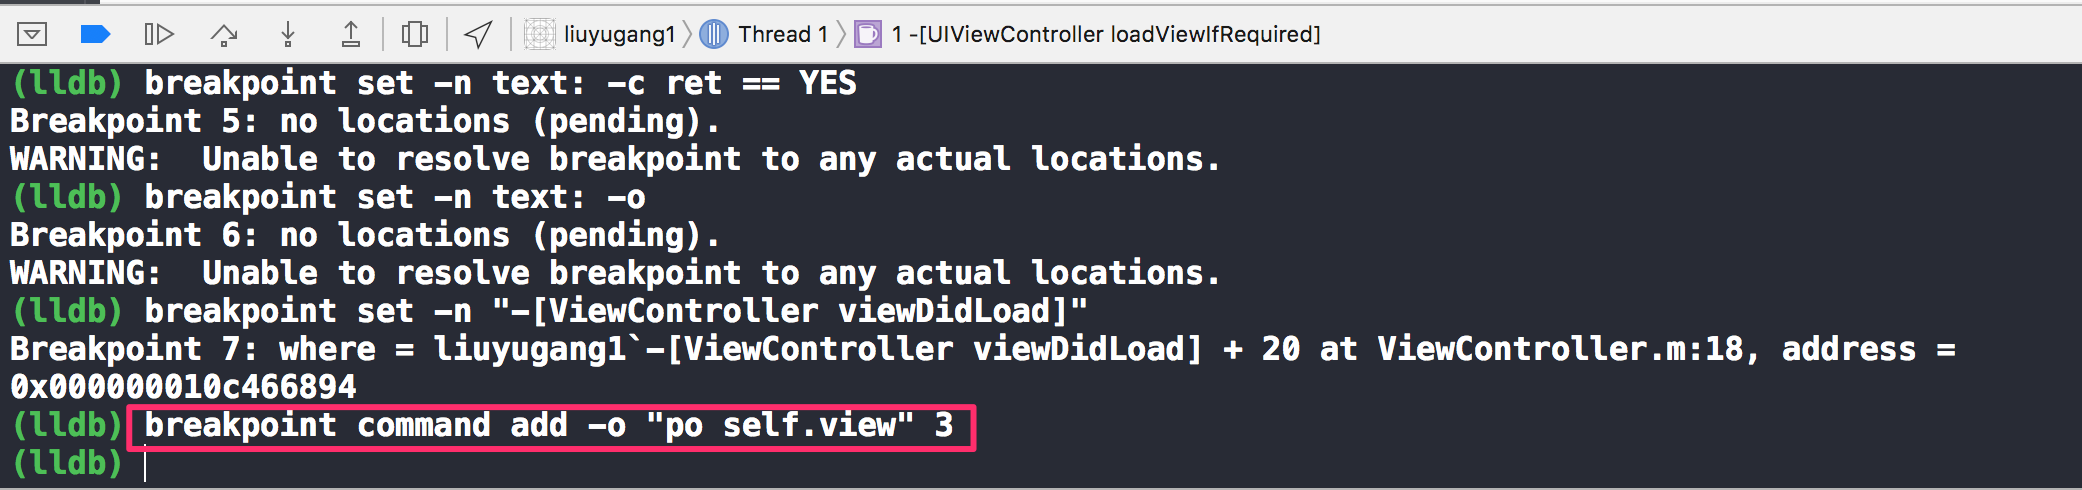 liuyugang1 Thread 1 1 -[UIViewController loadViewIfRequired]
(lldb) breakpoint set -n text: -c ret == YES
Breakpoint 5: no locations (pending).
WARNING:  Unable to resolve breakpoint to any actual locations.
(lldb) breakpoint set -n text: -o
Breakpoint 6: no locations (pending).
WARNING:  Unable to resolve breakpoint to any actual locations.
(lldb) breakpoint set -n "-[ViewController viewDidLoad]"
Breakpoint 7: where = liuyugang1`-[ViewController viewDidLoad] + 20 at ViewController.m:18, address =
0x000000010c466894
(lldb) breakpoint command add -o "po self.view" 3
(lldb)